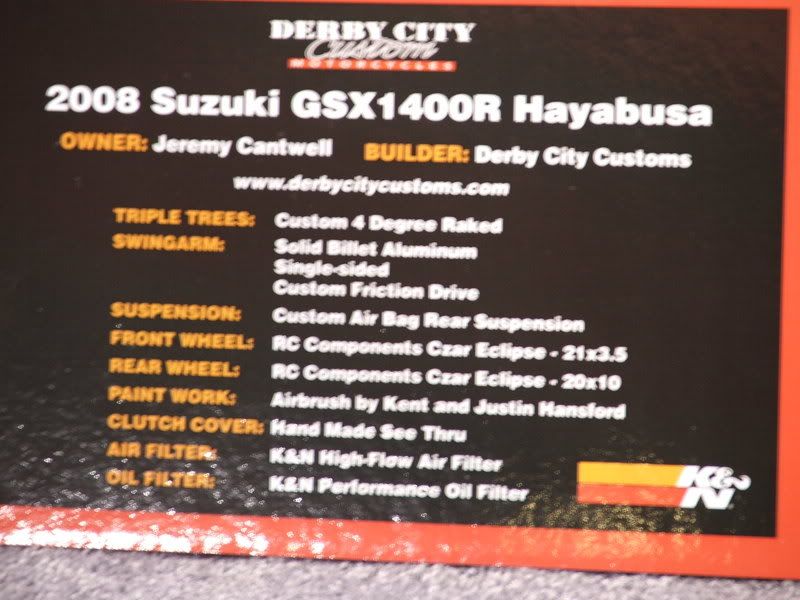 DERBY CITY
Custom
MOTORCYCLES
2008 Suzuki GSX1400R Hayabusa
OWNER: Jeremy Cantwell BUILDER: Derby City Customs
www.derbycitycustoms.com
TRIPLE TREES: Custom 4 Degree Raked
SWINGARM: Solid Billet Aluminum
Single-sided
Custom Friction Drive
SUSPENSION: Custom Air Bag Rear Suspension
FRONT WHEEL: RC Components Czar Eclipse - 21x3.5
REAR WHEEL: RC Components Czar Eclipse - 20x10
PAINT WORK: Airbrush by Kent and Justin Hansford
CLUTCH COVER: Hand Made See Thru
AIR FILTER: K&N High-Flow Air Filter
OIL FILTER: K&N Performance Oil Filter
K&N